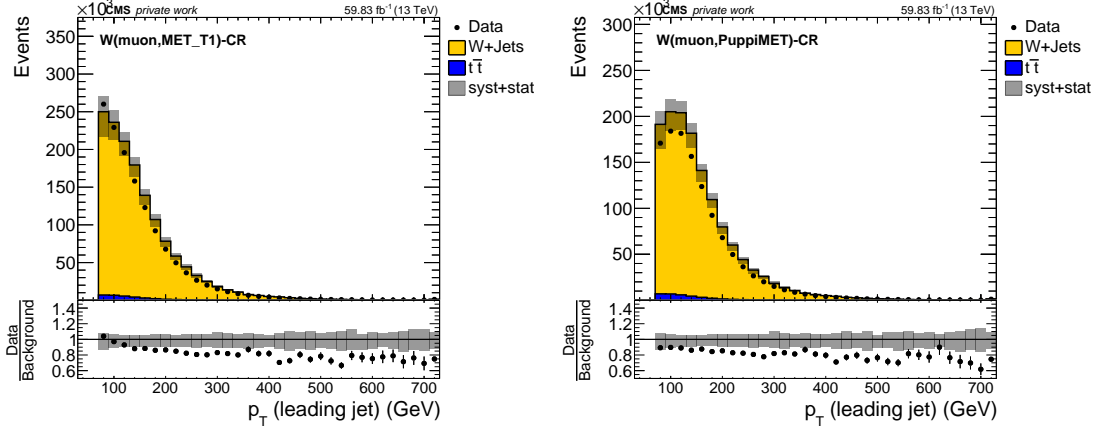 ×10³ CMS private work 59.83 fb⁻¹ (13 TeV)
W(muon,MET_T1)-CR
Events
350
300
250
200
150
100
50
Data
W+Jets
tt̅
syst+stat
Data
Background
1.4
1.2
1
0.8
0.6
100 200 300 400 500 600 700
p_T (leading jet) (GeV)
×10³ CMS private work 59.83 fb⁻¹ (13 TeV)
W(muon,PuppiMET)-CR
Events
300
250
200
150
100
50
Data
W+Jets
tt̅
syst+stat
Data
Background
1.4
1.2
1
0.8
0.6
100 200 300 400 500 600 700
p_T (leading jet) (GeV)